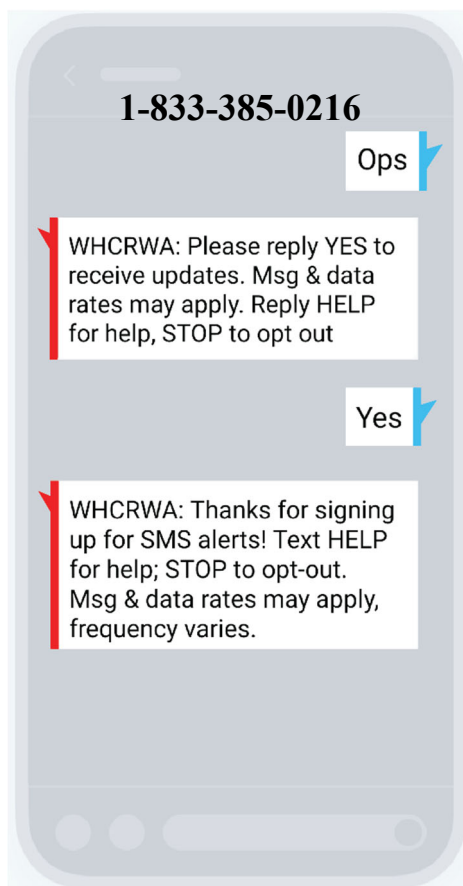 1-833-385-0216
Ops
WHCRWA: Please reply YES to
receive updates. Msg & data
rates may apply. Reply HELP
for help, STOP to opt out
Yes
WHCRWA: Thanks for signing
up for SMS alerts! Text HELP
for help; STOP to opt-out.
Msg & data rates may apply,
frequency varies.